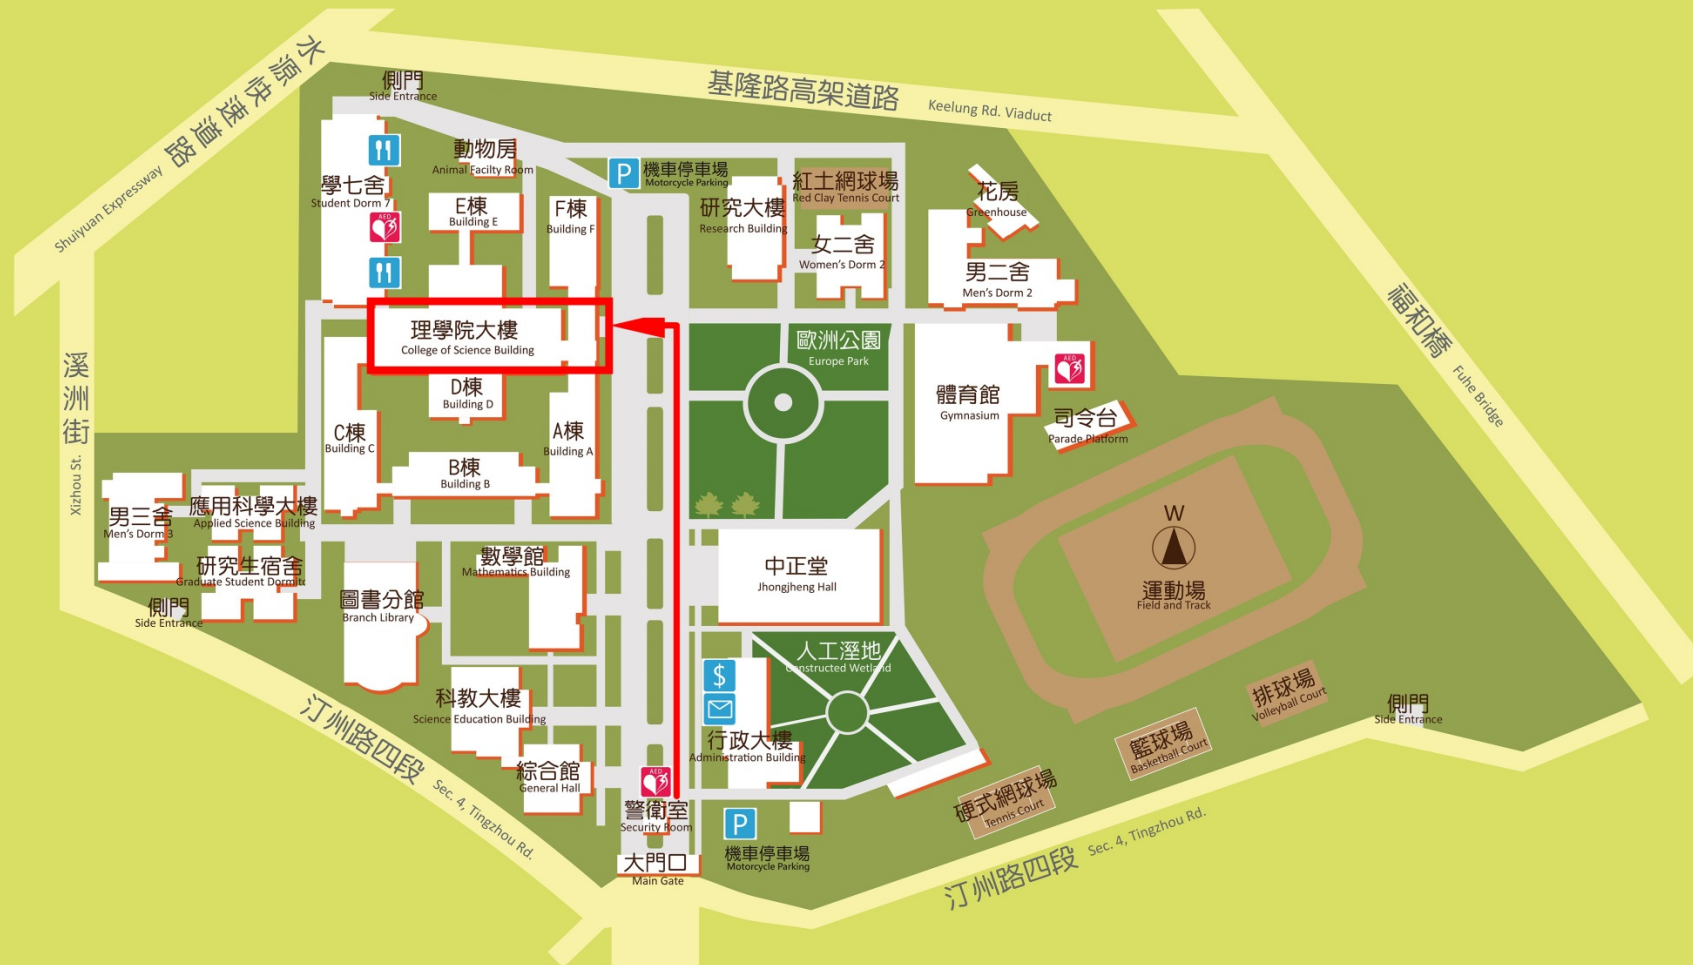 水源快速道路
Shuiyuan Expressway
側門
Side Entrance
基隆路高架道路
Keelung Rd. Viaduct
動物房
Animal Facilty Room
P
機車停車場
Motorcycle Parking
學七舍
Student Dorm 7
AED
E棟
Building E
F棟
Building F
研究大樓
Research Building
紅土網球場
Red Clay Tennis Court
女二舍
Women's Dorm 2
花房
Greenhouse
男二舍
Men's Dorm 2
福和橋
Fuhe Bridge
理學院大樓
College of Science Building
歐洲公園
Europe Park
AED
體育館
Gymnasium
司令台
Parade Platform
溪洲街
Xizhou St.
D棟
Building D
C棟
Building C
A棟
Building A
B棟
Building B
男三舍
Men's Dorm 3
應用科學大樓
Applied Science Building
研究生宿舍
Graduate Student Dormito
側門
Side Entrance
數學館
Mathematics Building
圖書分館
Branch Library
中正堂
Jhongjheng Hall
W
運動場
Field and Track
人工溼地
Constructed Wetland
$
科教大樓
Science Education Building
行政大樓
Administration Building
排球場
Volleyball Court
籃球場
Basketball Court
側門
Side Entrance
綜合館
General Hall
AED
警衛室
Security Room
硬式網球場
Tennis Court
P
機車停車場
Motorcycle Parking
大門口
Main Gate
汀州路四段
Sec. 4, Tingzhou Rd.
汀州路四段
Sec. 4, Tingzhou Rd.